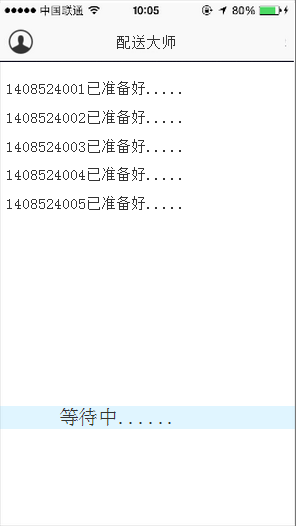 中国联通 10:05 80%
配送大师
1408524001已准备好.....
1408524002已准备好.....
1408524003已准备好.....
1408524004已准备好.....
1408524005已准备好.....
等待中......